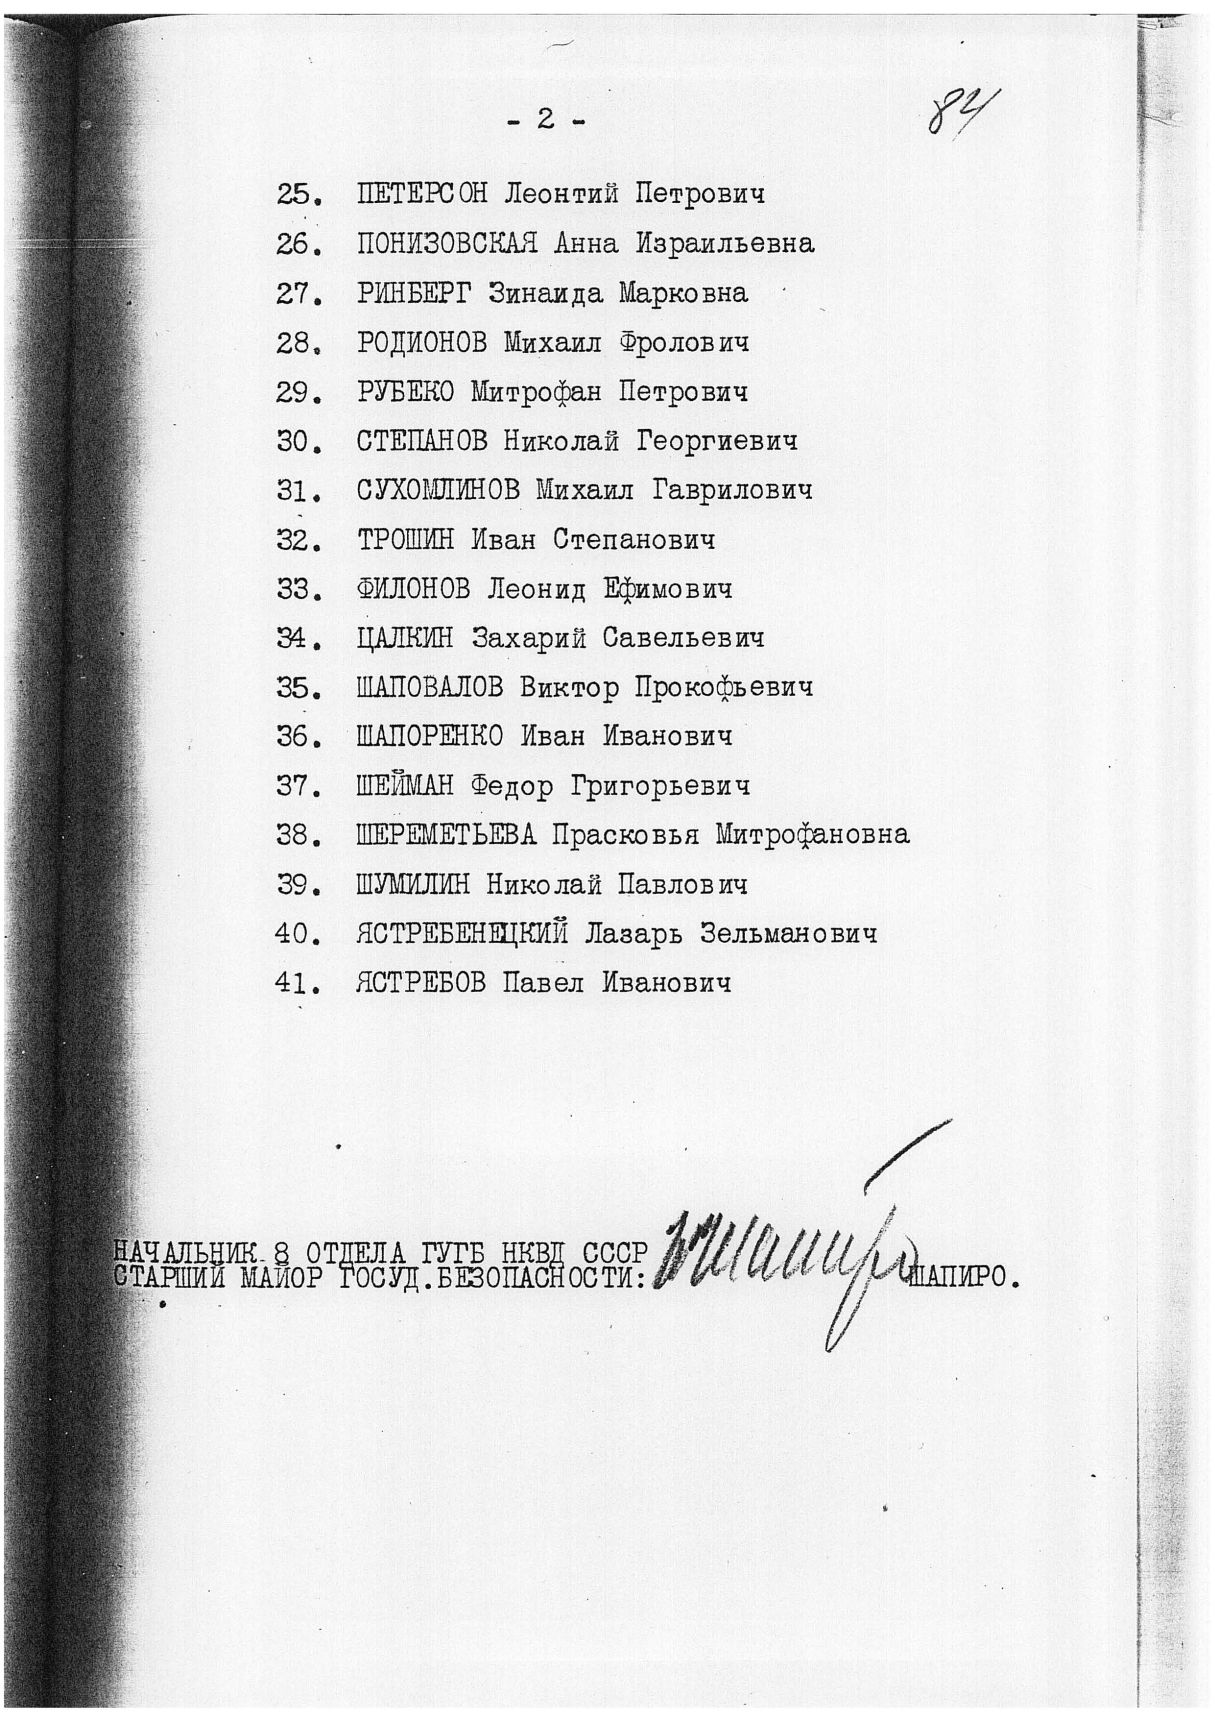 84
- 2 -
25. ПЕТЕРСОН Леонтий Петрович
26. ПОНИЗОВСКАЯ Анна Израильевна
27. РИНБЕРГ Зинаида Марковна
28. РОДИОНОВ Михаил Фролович
29. РУБЕКО Митрофан Петрович
30. СТЕПАНОВ Николай Георгиевич
31. СУХОМЛИНОВ Михаил Гаврилович
32. ТРОШИН Иван Степанович
33. ФИЛОНОВ Леонид Ефимович
34. ЦАЛКИН Захарий Савельевич
35. ШАПОВАЛОВ Виктор Прокофьевич
36. ШАПОРЕНКО Иван Иванович
37. ШЕЙМАН Федор Григорьевич
38. ШЕРЕМЕТЬЕВА Прасковья Митрофановна
39. ШУМИЛИН Николай Павлович
40. ЯСТРЕБЕНЕЦКИЙ Лазарь Зельманович
41. ЯСТРЕБОВ Павел Иванович
НАЧАЛЬНИК 8 ОТДЕЛА ГУГБ НКВД СССР
СТАРШИЙ МАЙОР ГОСУД.БЕЗОПАСНОСТИ: ШАПИРО.